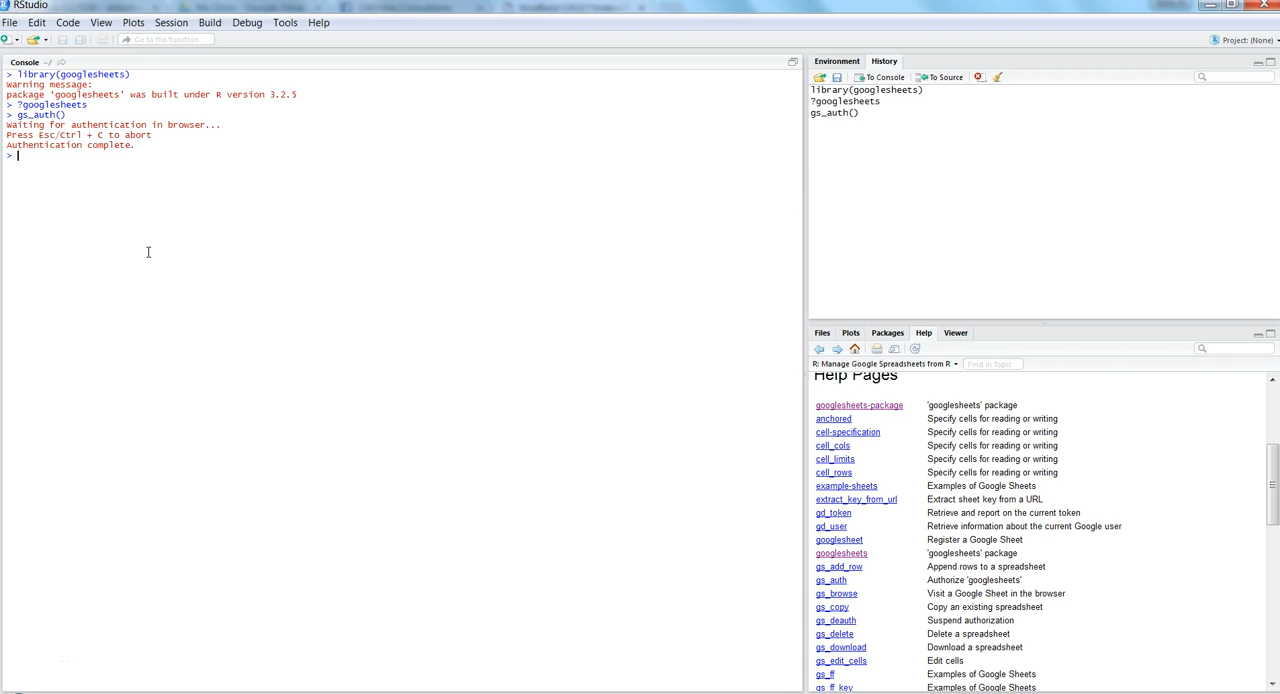 RStudio
File Edit Code View Plots Session Build Debug Tools Help
Go to file/function
Project: (None)
Console ~/
> library(googlesheets)
Warning message:
package 'googlesheets' was built under R version 3.2.5
> ?googlesheets
> gs_auth()
Waiting for authentication in browser...
Press Esc/Ctrl + C to abort
Authentication complete.
>
Environment History
To Console To Source
library(googlesheets)
?googlesheets
gs_auth()
Files Plots Packages Help Viewer
R: Manage Google Spreadsheets from R Find in Topic
Help Pages
googlesheets-package 'googlesheets' package
anchored Specify cells for reading or writing
cell-specification Specify cells for reading or writing
cell_cols Specify cells for reading or writing
cell_limits Specify cells for reading or writing
cell_rows Specify cells for reading or writing
example-sheets Examples of Google Sheets
extract_key_from_url Extract sheet key from a URL
gd_token Retrieve and report on the current token
gd_user Retrieve information about the current Google user
googlesheet Register a Google Sheet
googlesheets 'googlesheets' package
gs_add_row Append rows to a spreadsheet
gs_auth Authorize 'googlesheets'
gs_browse Visit a Google Sheet in the browser
gs_copy Copy an existing spreadsheet
gs_deauth Suspend authorization
gs_delete Delete a spreadsheet
gs_download Download a spreadsheet
gs_edit_cells Edit cells
gs_ff Examples of Google Sheets
gs_ff_key Examples of Google Sheets